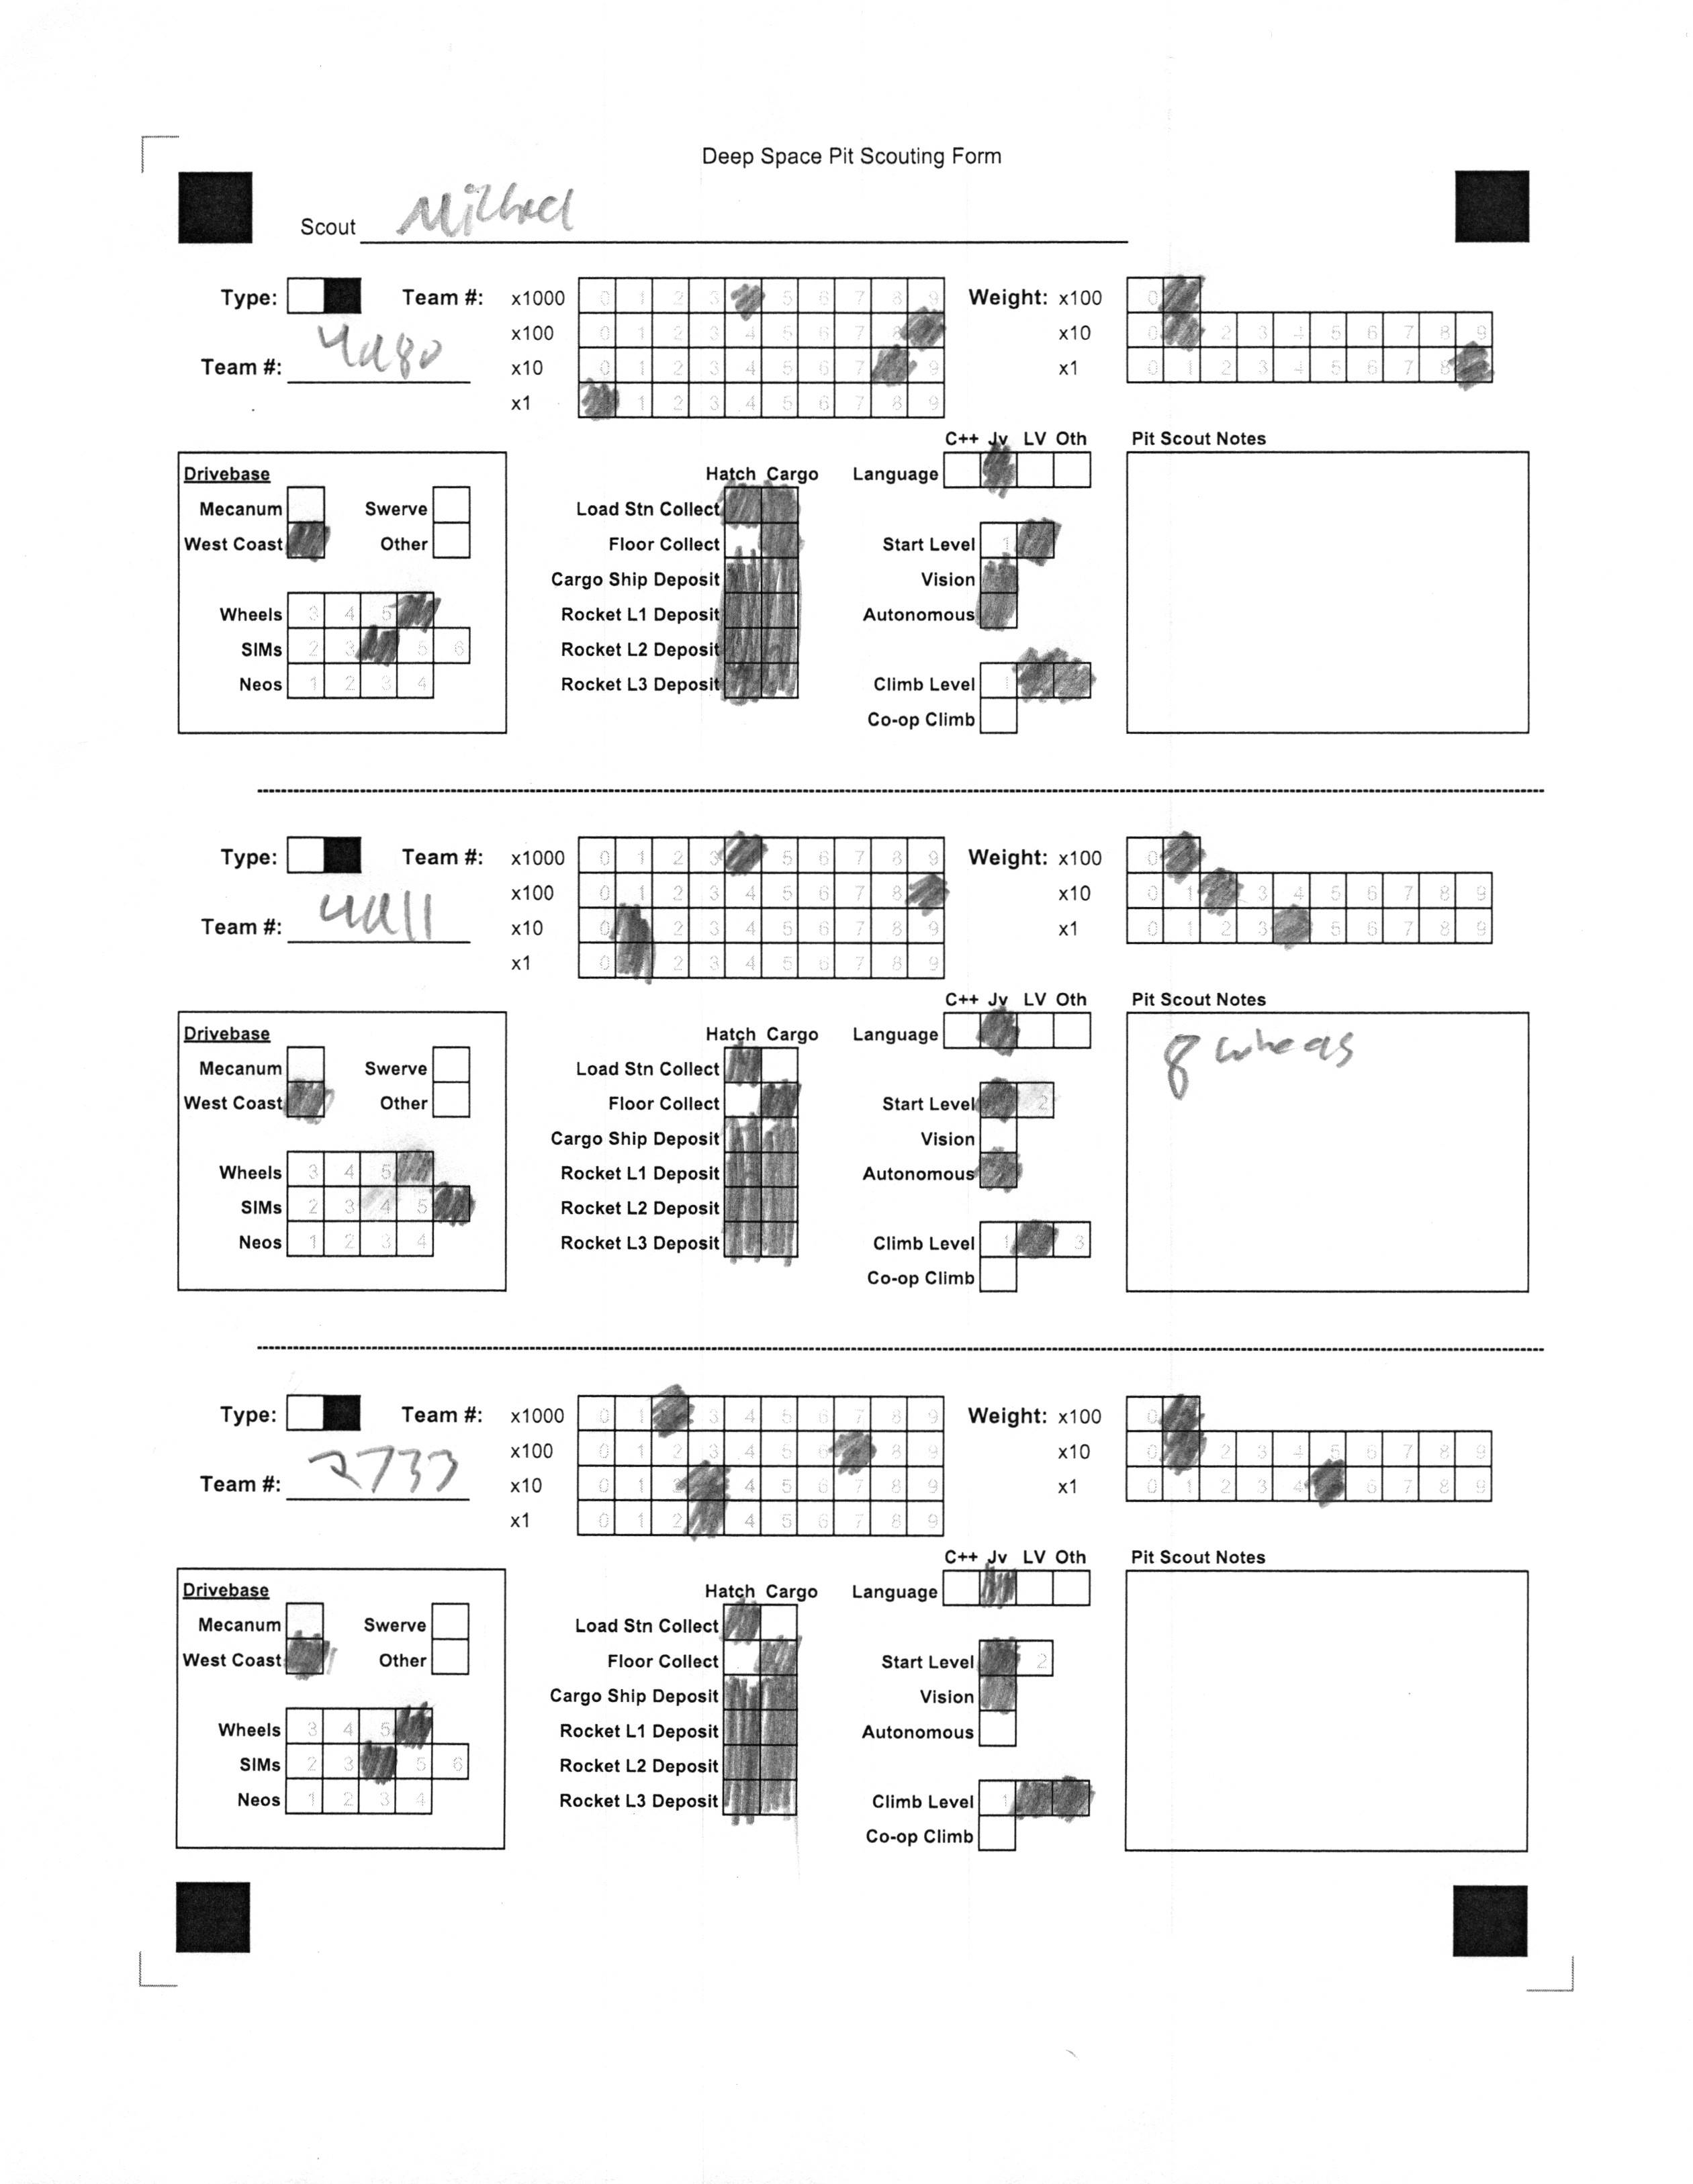 Deep Space Pit Scouting Form
Scout Michael
Type: Team #: x1000 0 1 2 3 5 6 7 8 9 Weight: x100 0
x100 0 1 2 3 4 5 6 7 8 x10 0 2 3 4 5 6 7 8 9
Team #: 4980 x10 0 1 2 3 4 5 6 7 9 x1 0 1 2 3 4 5 6 7 8
x1 1 2 3 4 5 6 7 8 9
C++ Jv LV Oth Pit Scout Notes
Drivebase Hatch Cargo Language
Mecanum Swerve Load Stn Collect
West Coast Other Floor Collect Start Level 1
Cargo Ship Deposit Vision
Wheels 3 4 5 Rocket L1 Deposit Autonomous
SIMs 2 3 5 6 Rocket L2 Deposit
Neos 1 2 3 4 Rocket L3 Deposit Climb Level 1
Co-op Climb
Type: Team #: x1000 0 1 2 3 5 6 7 8 9 Weight: x100 0
x100 0 1 2 3 4 5 6 7 8 x10 0 1 3 4 5 6 7 8 9
Team #: 4911 x10 0 2 3 4 5 6 7 8 9 x1 0 1 2 3 5 6 7 8 9
x1 0 2 3 4 5 6 7 8 9
C++ Jv LV Oth Pit Scout Notes
Drivebase Hatch Cargo Language 8 wheels
Mecanum Swerve Load Stn Collect
West Coast Other Floor Collect Start Level 2
Cargo Ship Deposit Vision
Wheels 3 4 5 Rocket L1 Deposit Autonomous
SIMs 2 3 4 5 Rocket L2 Deposit
Neos 1 2 3 4 Rocket L3 Deposit Climb Level 1 3
Co-op Climb
Type: Team #: x1000 0 1 3 4 5 6 7 8 9 Weight: x100 0
x100 0 1 2 3 4 5 6 8 9 x10 0 2 3 4 5 6 7 8 9
Team #: 2733 x10 0 1 4 5 6 7 8 9 x1 0 1 2 3 4 6 7 8 9
x1 0 1 2 4 5 6 7 8 9
C++ Jv LV Oth Pit Scout Notes
Drivebase Hatch Cargo Language
Mecanum Swerve Load Stn Collect
West Coast Other Floor Collect Start Level 2
Cargo Ship Deposit Vision
Wheels 3 4 5 Rocket L1 Deposit Autonomous
SIMs 2 3 5 6 Rocket L2 Deposit
Neos 1 2 3 4 Rocket L3 Deposit Climb Level 1
Co-op Climb